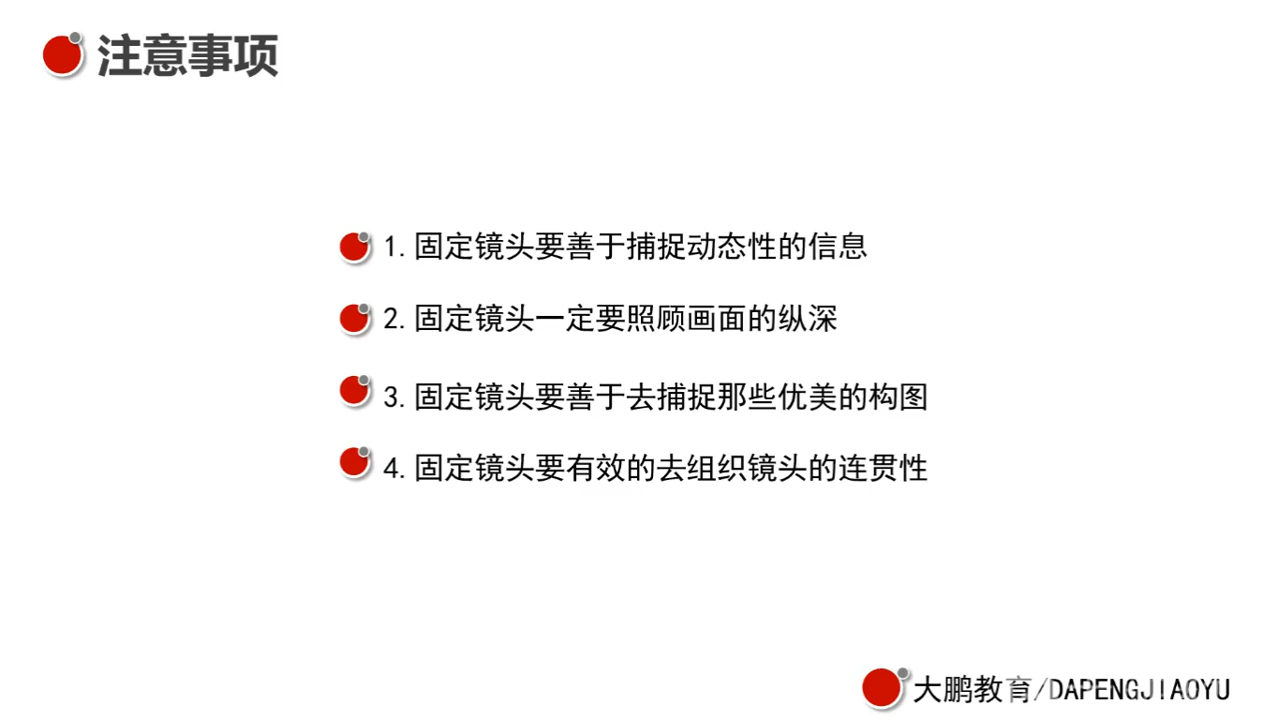 注意事项
1.固定镜头要善于捕捉动态性的信息
2.固定镜头一定要照顾画面的纵深
3.固定镜头要善于去捕捉那些优美的构图
4.固定镜头要有效的去组织镜头的连贯性
大鹏教育/DAPENGJIAOYU